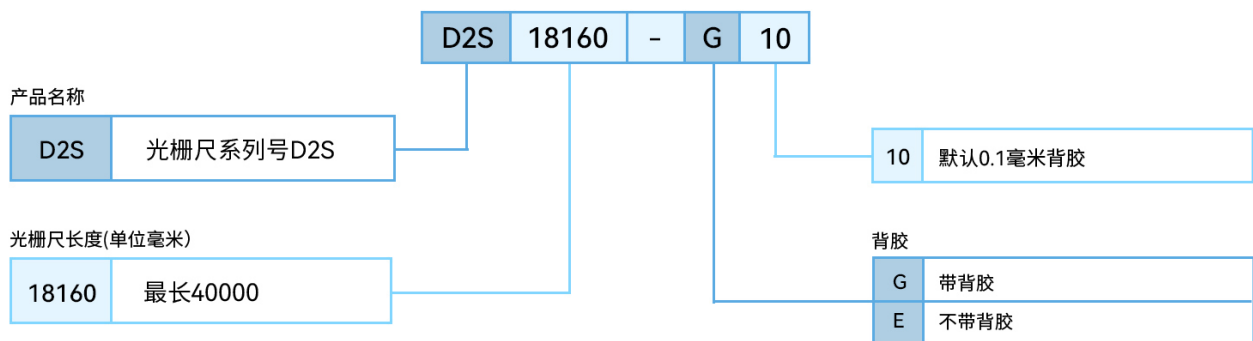 D2S 18160 - G 10
产品名称
D2S 光栅尺系列号D2S
10 默认0.1毫米背胶
光栅尺长度(单位毫米）
18160 最长40000
背胶
G 带背胶
E 不带背胶